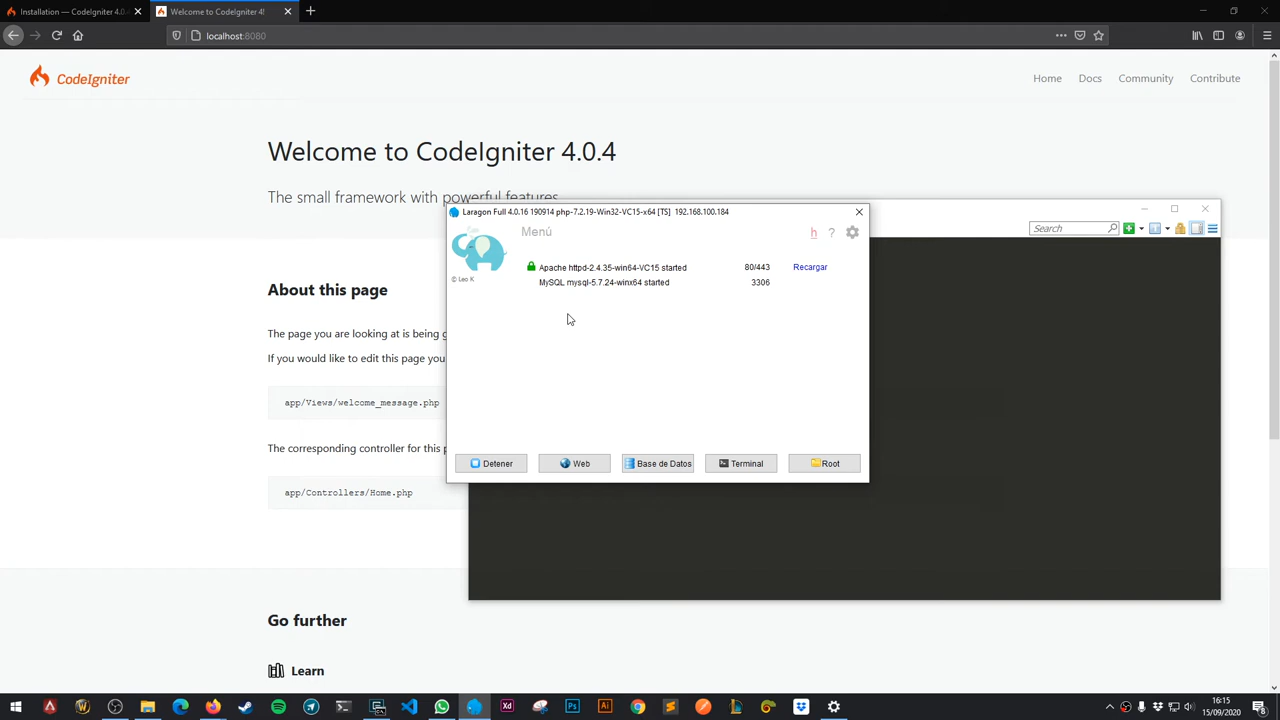 Installation — CodeIgniter 4.0.4
Welcome to CodeIgniter 4!
localhost:8080
CodeIgniter
Home
Docs
Community
Contribute
Welcome to CodeIgniter 4.0.4
The small framework with powerful features
About this page
The page you are looking at is being g
If you would like to edit this page you
app/Views/welcome_message.php
The corresponding controller for this p
app/Controllers/Home.php
Go further
Learn
Laragon Full 4.0.16 190914 php-7.2.19-Win32-VC15-x64 [TS] 192.168.100.184
Menú
h ?
© Leo K
Apache httpd-2.4.35-win64-VC15 started 80/443 Recargar
MySQL mysql-5.7.24-winx64 started 3306
Detener
Web
Base de Datos
Terminal
Root
Search
16:15
15/09/2020